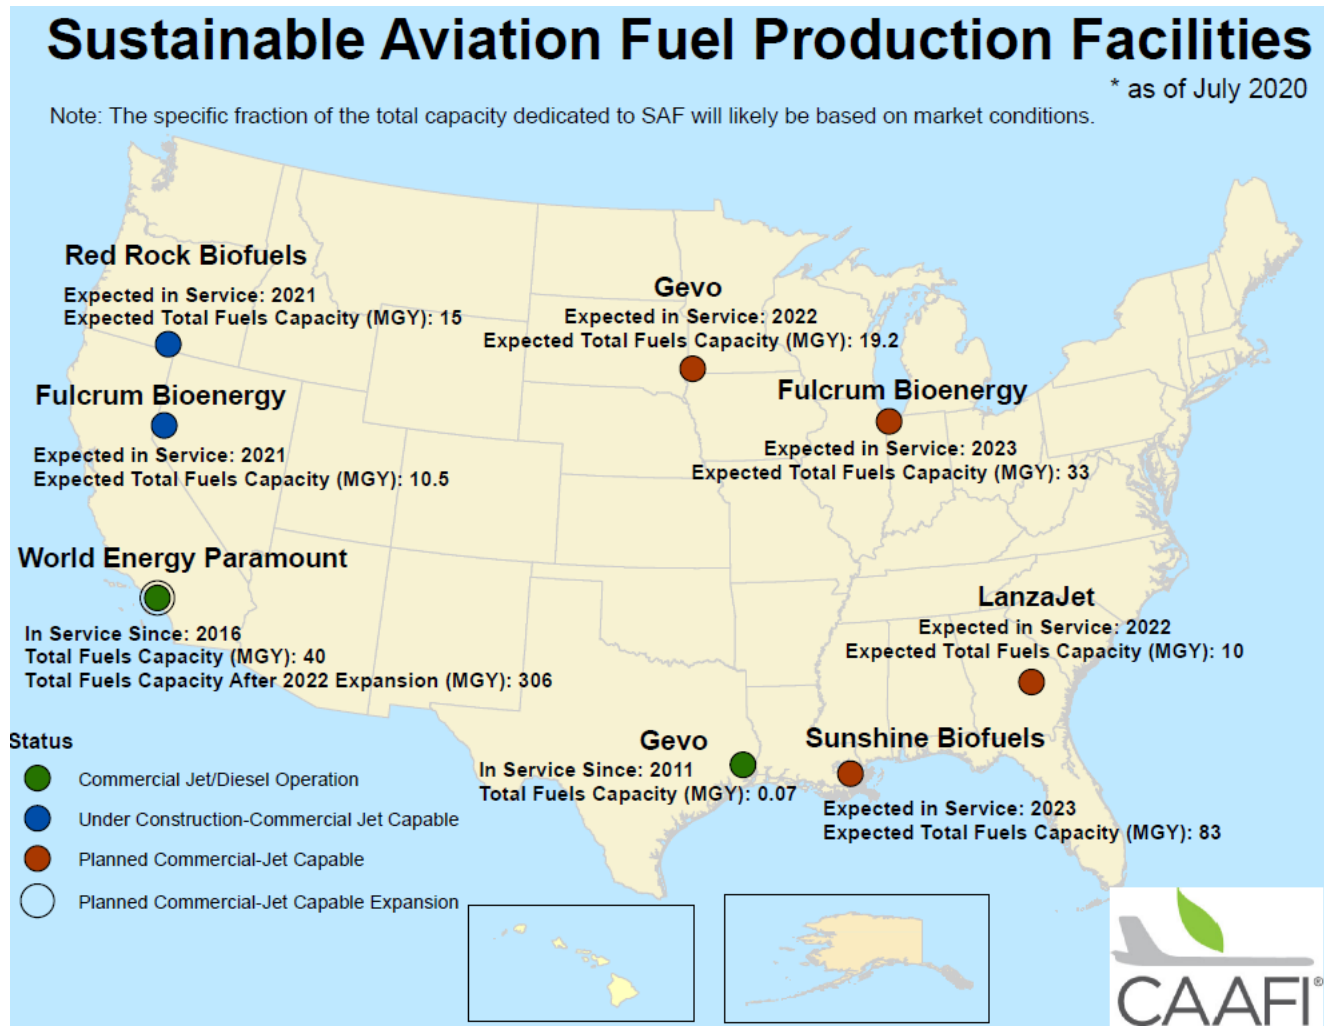 Sustainable Aviation Fuel Production Facilities
* as of July 2020
Note: The specific fraction of the total capacity dedicated to SAF will likely be based on market conditions.
Red Rock Biofuels
Expected in Service: 2021
Expected Total Fuels Capacity (MGY): 15
Gevo
Expected in Service: 2022
Expected Total Fuels Capacity (MGY): 19.2
Fulcrum Bioenergy
Expected in Service: 2021
Expected Total Fuels Capacity (MGY): 10.5
Fulcrum Bioenergy
Expected in Service: 2023
Expected Total Fuels Capacity (MGY): 33
World Energy Paramount
In Service Since: 2016
Total Fuels Capacity (MGY): 40
Total Fuels Capacity After 2022 Expansion (MGY): 306
LanzaJet
Expected in Service: 2022
Expected Total Fuels Capacity (MGY): 10
Gevo
In Service Since: 2011
Total Fuels Capacity (MGY): 0.07
Sunshine Biofuels
Expected in Service: 2023
Expected Total Fuels Capacity (MGY): 83
Status
Commercial Jet/Diesel Operation
Under Construction-Commercial Jet Capable
Planned Commercial-Jet Capable
Planned Commercial-Jet Capable Expansion
CAAFI®